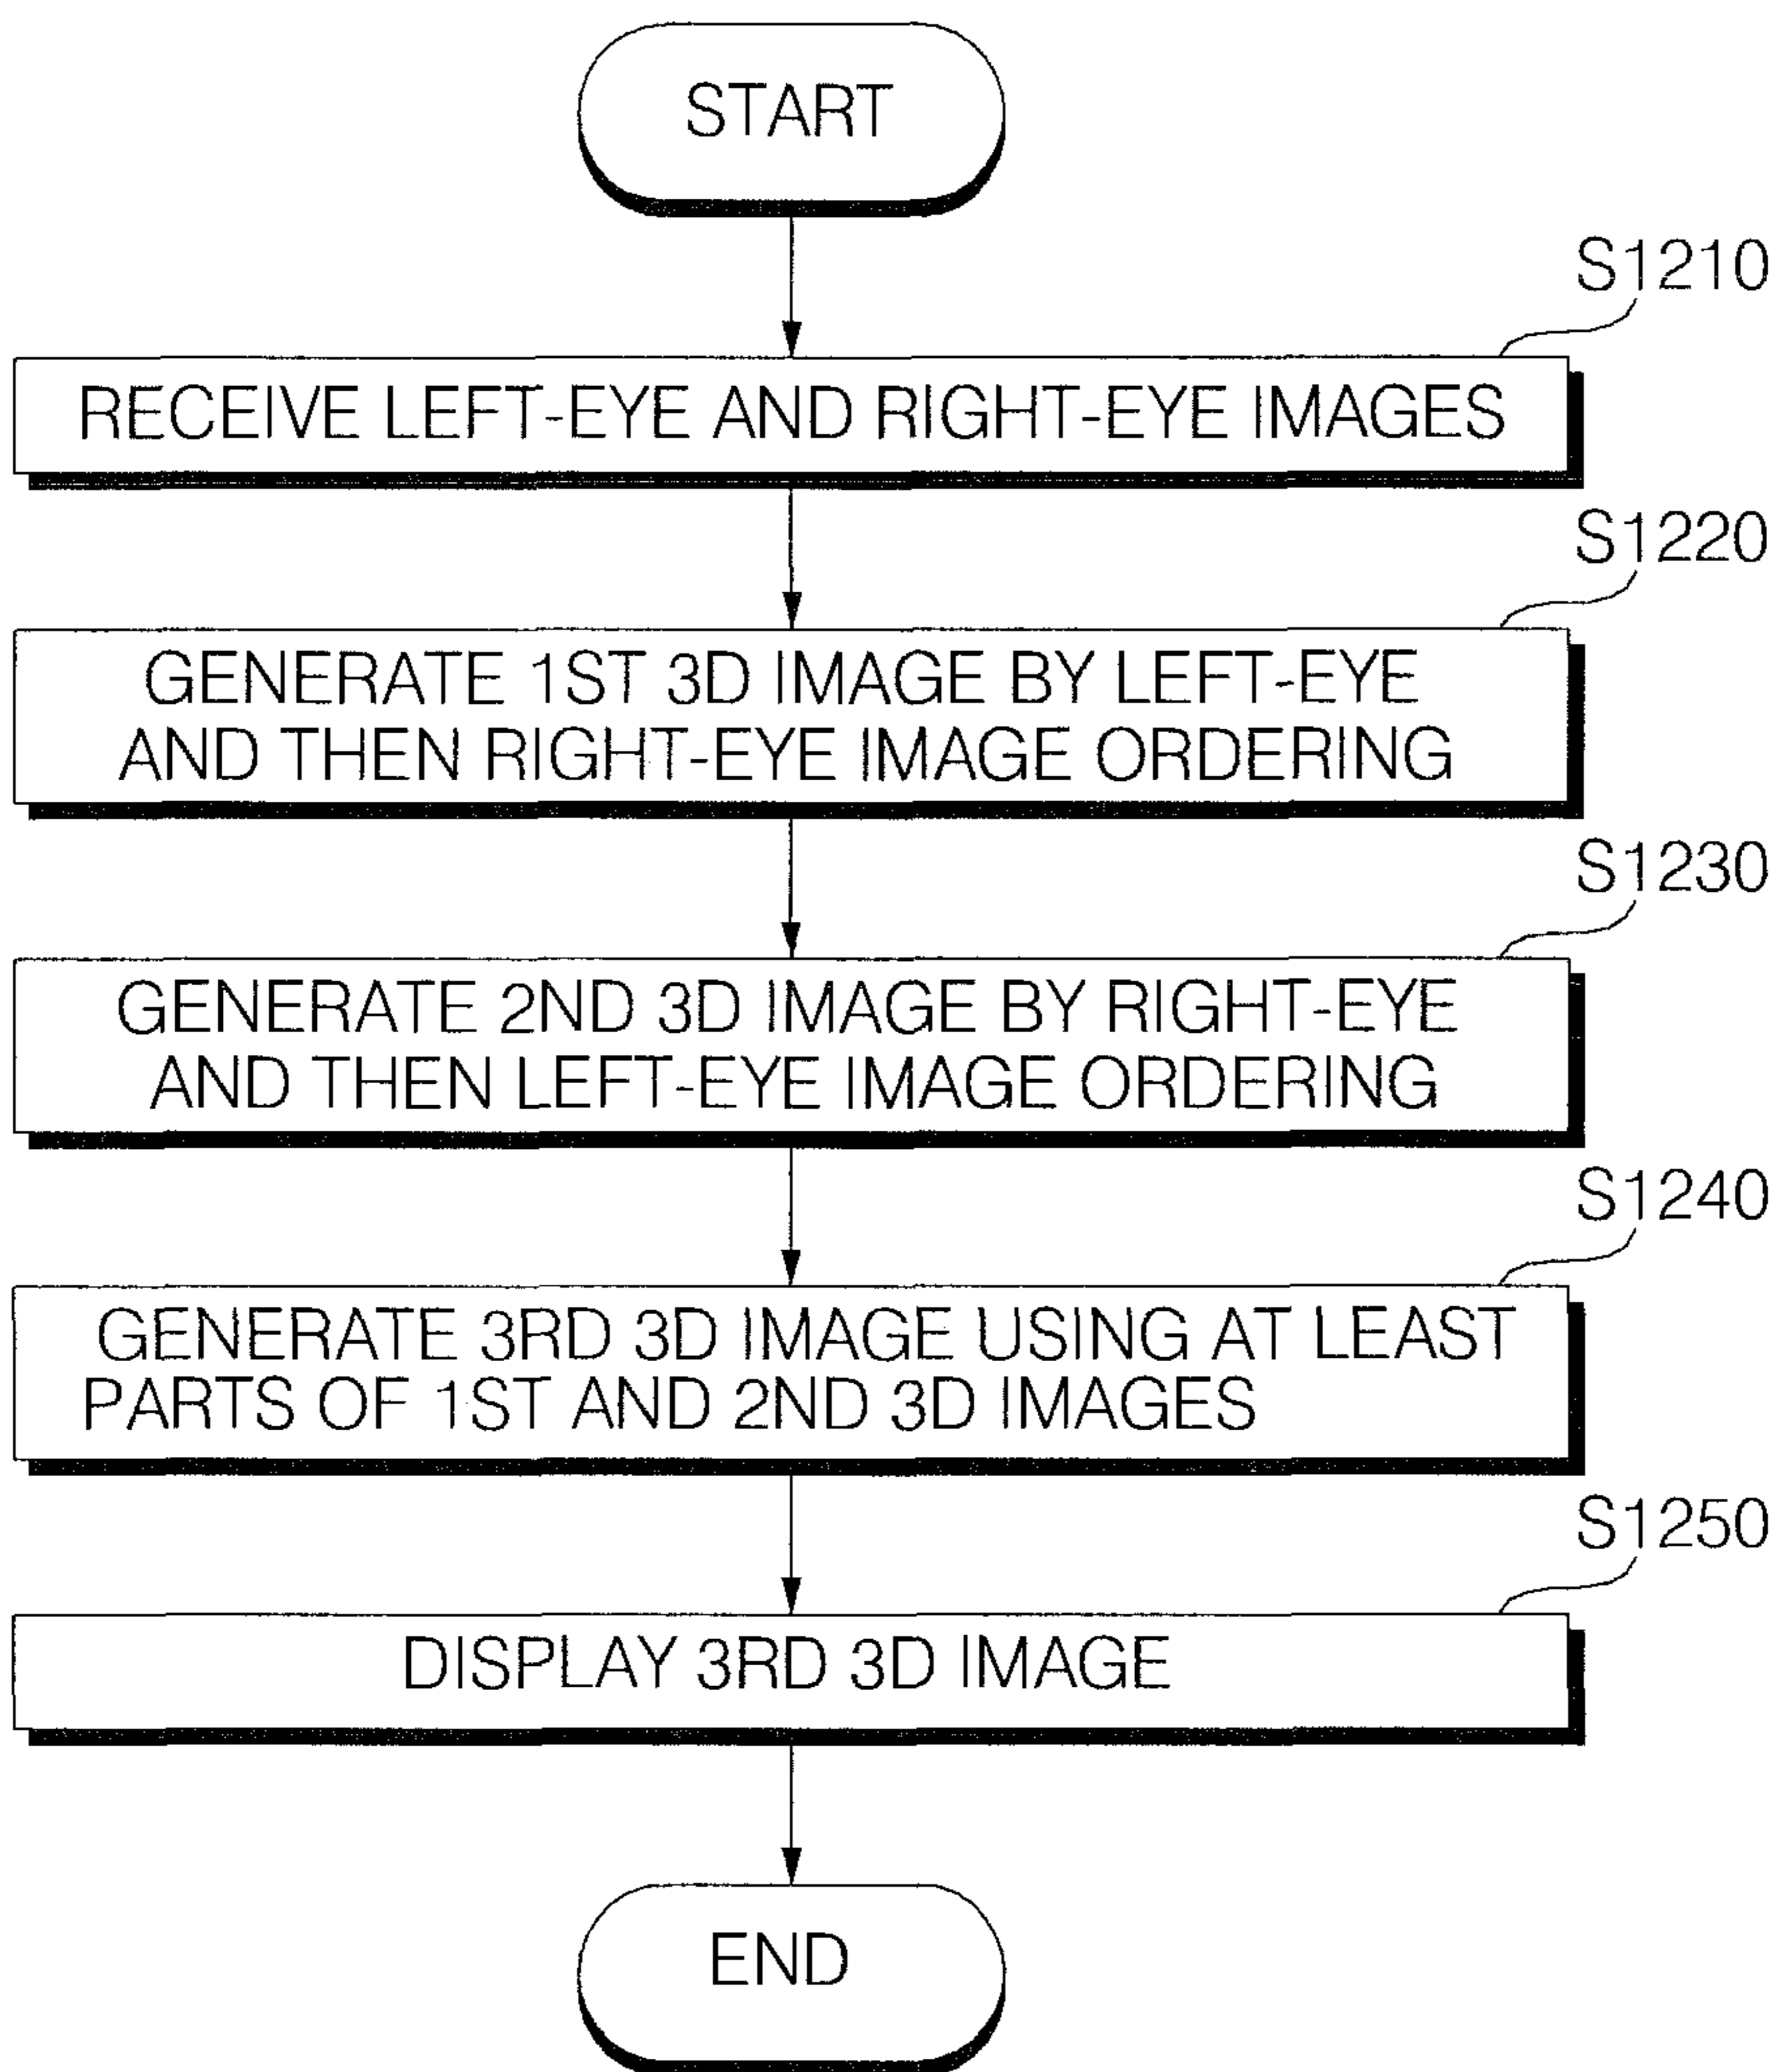 START
S1210
RECEIVE LEFT-EYE AND RIGHT-EYE IMAGES
S1220
GENERATE 1ST 3D IMAGE BY LEFT-EYE
AND THEN RIGHT-EYE IMAGE ORDERING
S1230
GENERATE 2ND 3D IMAGE BY RIGHT-EYE
AND THEN LEFT-EYE IMAGE ORDERING
S1240
GENERATE 3RD 3D IMAGE USING AT LEAST
PARTS OF 1ST AND 2ND 3D IMAGES
S1250
DISPLAY 3RD 3D IMAGE
END